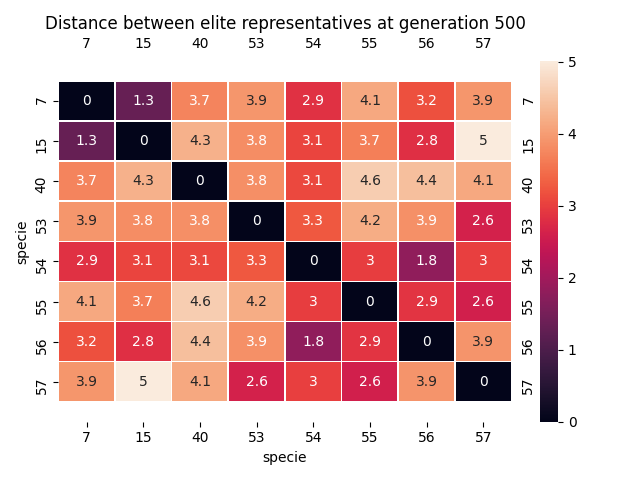 Distance between elite representatives at generation 500
7 15 40 53 54 55 56 57
7 0 1.3 3.7 3.9 2.9 4.1 3.2 3.9 7
15 1.3 0 4.3 3.8 3.1 3.7 2.8 5 15
40 3.7 4.3 0 3.8 3.1 4.6 4.4 4.1 40
53 3.9 3.8 3.8 0 3.3 4.2 3.9 2.6 53
54 2.9 3.1 3.1 3.3 0 3 1.8 3 54
55 4.1 3.7 4.6 4.2 3 0 2.9 2.6 55
56 3.2 2.8 4.4 3.9 1.8 2.9 0 3.9 56
57 3.9 5 4.1 2.6 3 2.6 3.9 0 57
7 15 40 53 54 55 56 57
specie
specie
5
4
3
2
1
0